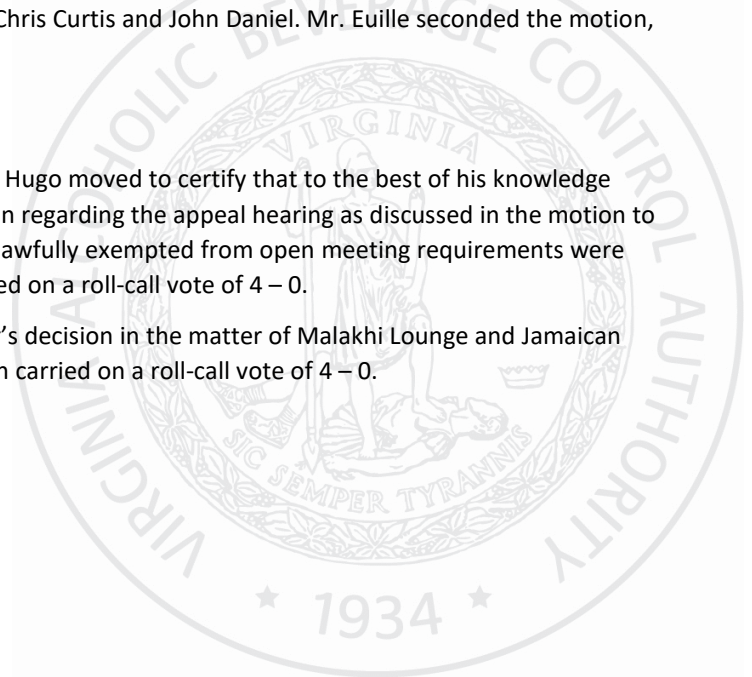 Chris Curtis and John Daniel. Mr. Euille seconded the motion,
Hugo moved to certify that to the best of his knowledge
n regarding the appeal hearing as discussed in the motion to
awfully exempted from open meeting requirements were
ed on a roll-call vote of 4 – 0.
’s decision in the matter of Malakhi Lounge and Jamaican
n carried on a roll-call vote of 4 – 0.
VIRGINIA ALCOHOLIC BEVERAGE CONTROL AUTHORITY
VIRGINIA
SIC SEMPER TYRANNIS
★ 1934 ★